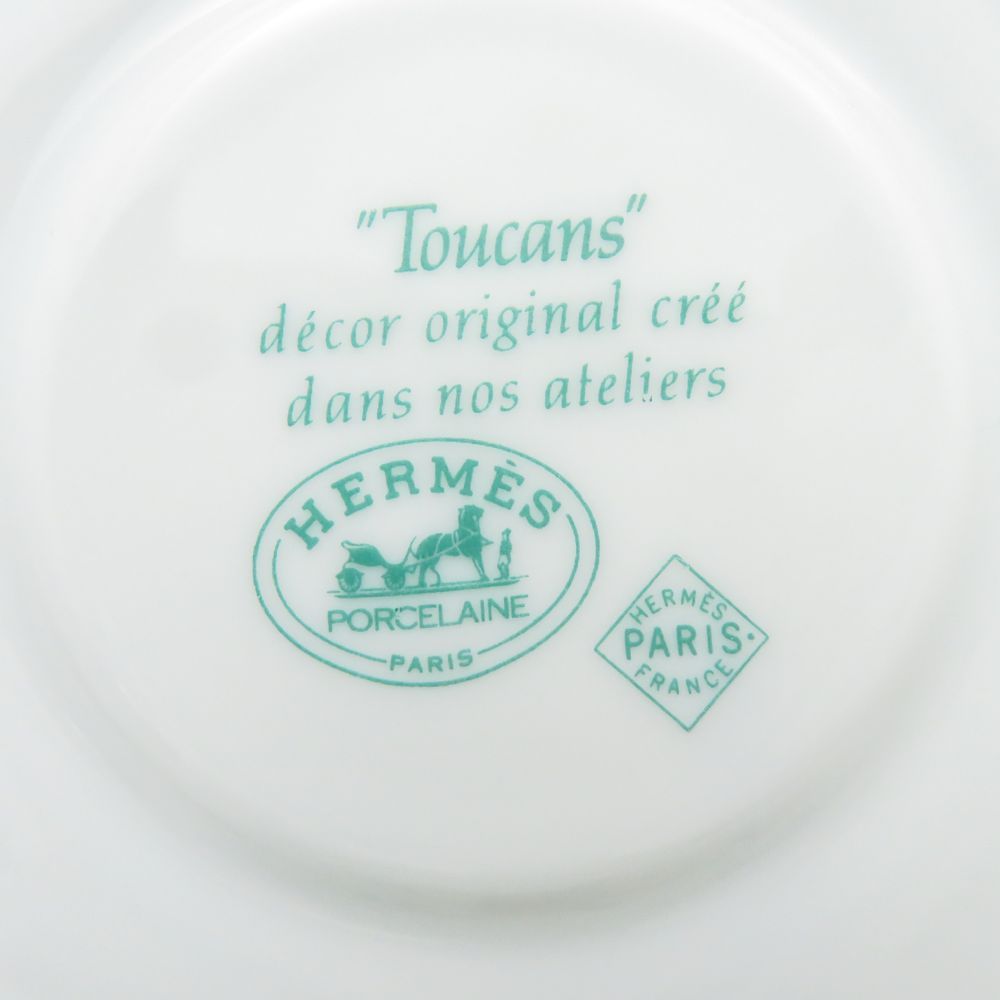 "Toucans"
décor original créé
dans nos ateliers
HERMÈS
PORCELAINE
PARIS
HERMÈS
PARIS.
FRANCE